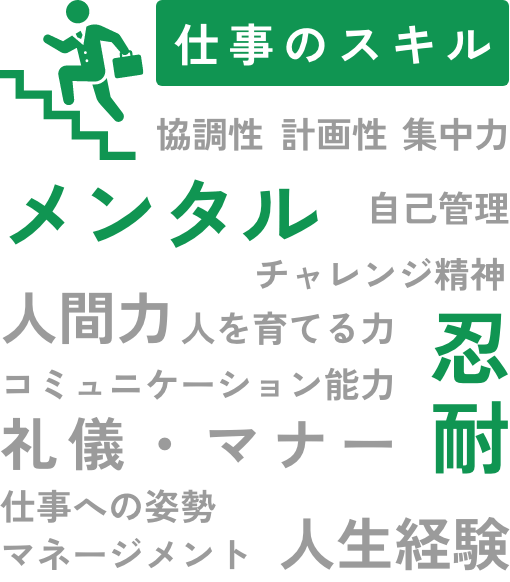 仕事のスキル
協調性 計画性 集中力
メンタル
自己管理
チャレンジ精神
人間力
人を育てる力
忍耐
コミュニケーション能力
礼儀・マナー
仕事への姿勢
マネージメント
人生経験